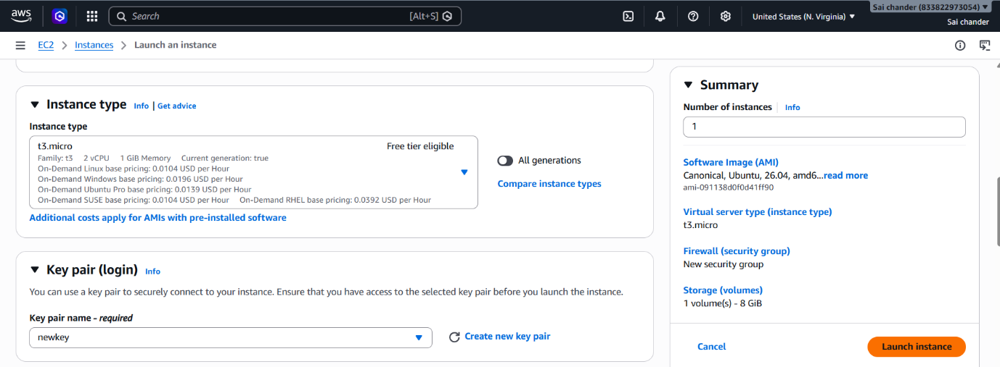 aws
Search [Alt+S]
United States (N. Virginia)
Sai chander (833822973054)
Sai chander
EC2 > Instances > Launch an instance
Instance type Info | Get advice
Instance type
t3.micro Free tier eligible
Family: t3 2 vCPU 1 GiB Memory Current generation: true
On-Demand Linux base pricing: 0.0104 USD per Hour
On-Demand Windows base pricing: 0.0196 USD per Hour
On-Demand Ubuntu Pro base pricing: 0.0139 USD per Hour
On-Demand SUSE base pricing: 0.0104 USD per Hour On-Demand RHEL base pricing: 0.0392 USD per Hour
All generations
Compare instance types
Additional costs apply for AMIs with pre-installed software
Key pair (login) Info
You can use a key pair to securely connect to your instance. Ensure that you have access to the selected key pair before you launch the instance.
Key pair name - required
newkey
Create new key pair
Summary
Number of instances Info
1
Software Image (AMI)
Canonical, Ubuntu, 26.04, amd6...read more
ami-091138d0f0d41ff90
Virtual server type (instance type)
t3.micro
Firewall (security group)
New security group
Storage (volumes)
1 volume(s) - 8 GiB
Cancel
Launch instance